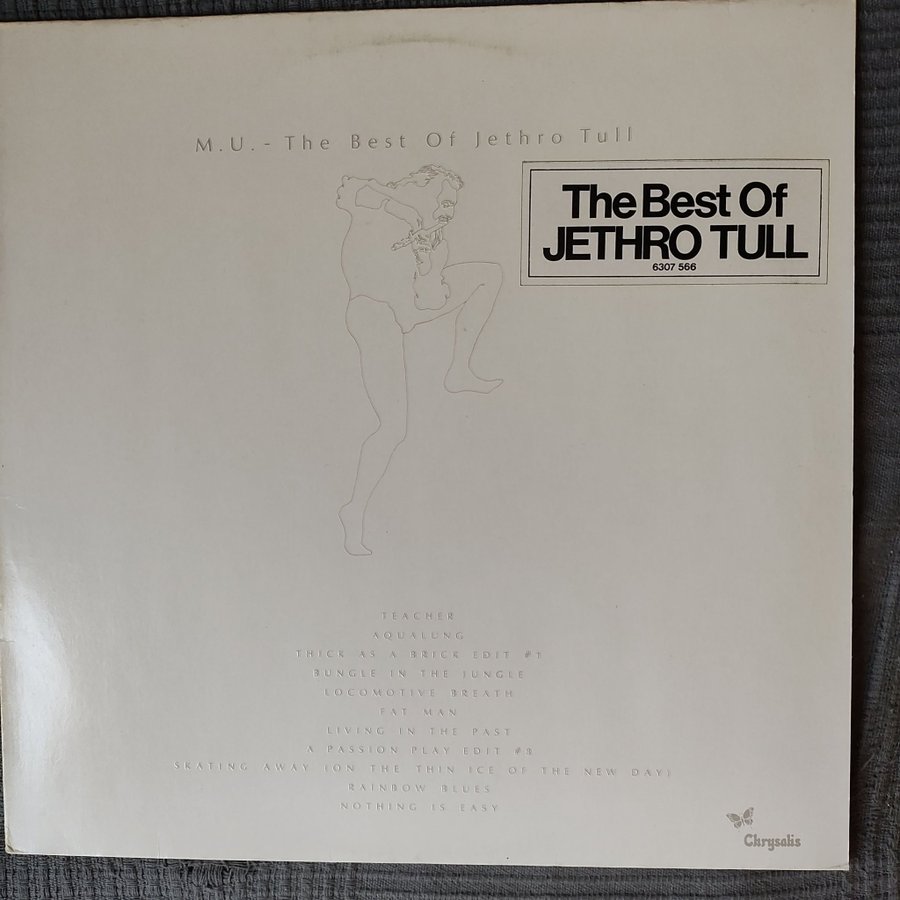 M.U.- The Best Of Jethro Tull
The Best Of
JETHRO TULL
6307 566
TEACHER
AQUALUNG
THICK AS A BRICK EDIT #1
BUNGLE IN THE JUNGLE
LOCOMOTIVE BREATH
FAT MAN
LIVING IN THE PAST
A PASSION PLAY EDIT #8
SKATING AWAY (ON THE THIN ICE OF THE NEW DAY)
RAINBOW BLUES
NOTHING IS EASY
Chrysalis